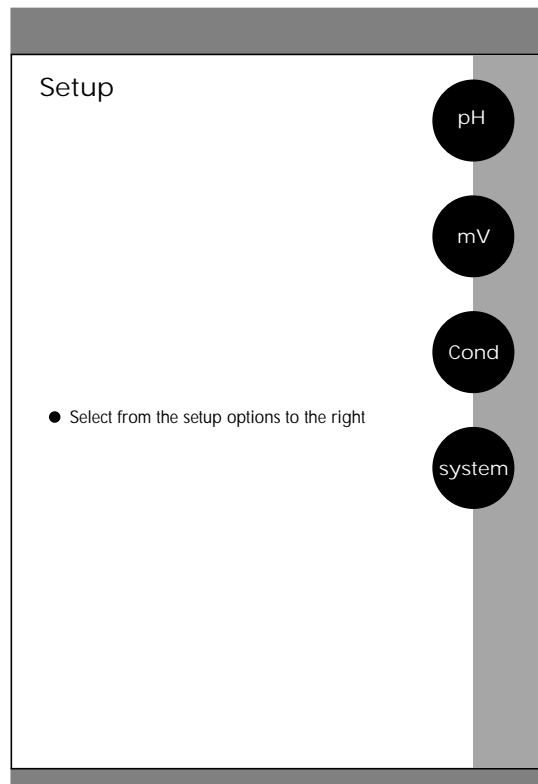 Setup
pH
mV
Cond
● Select from the setup options to the right
system